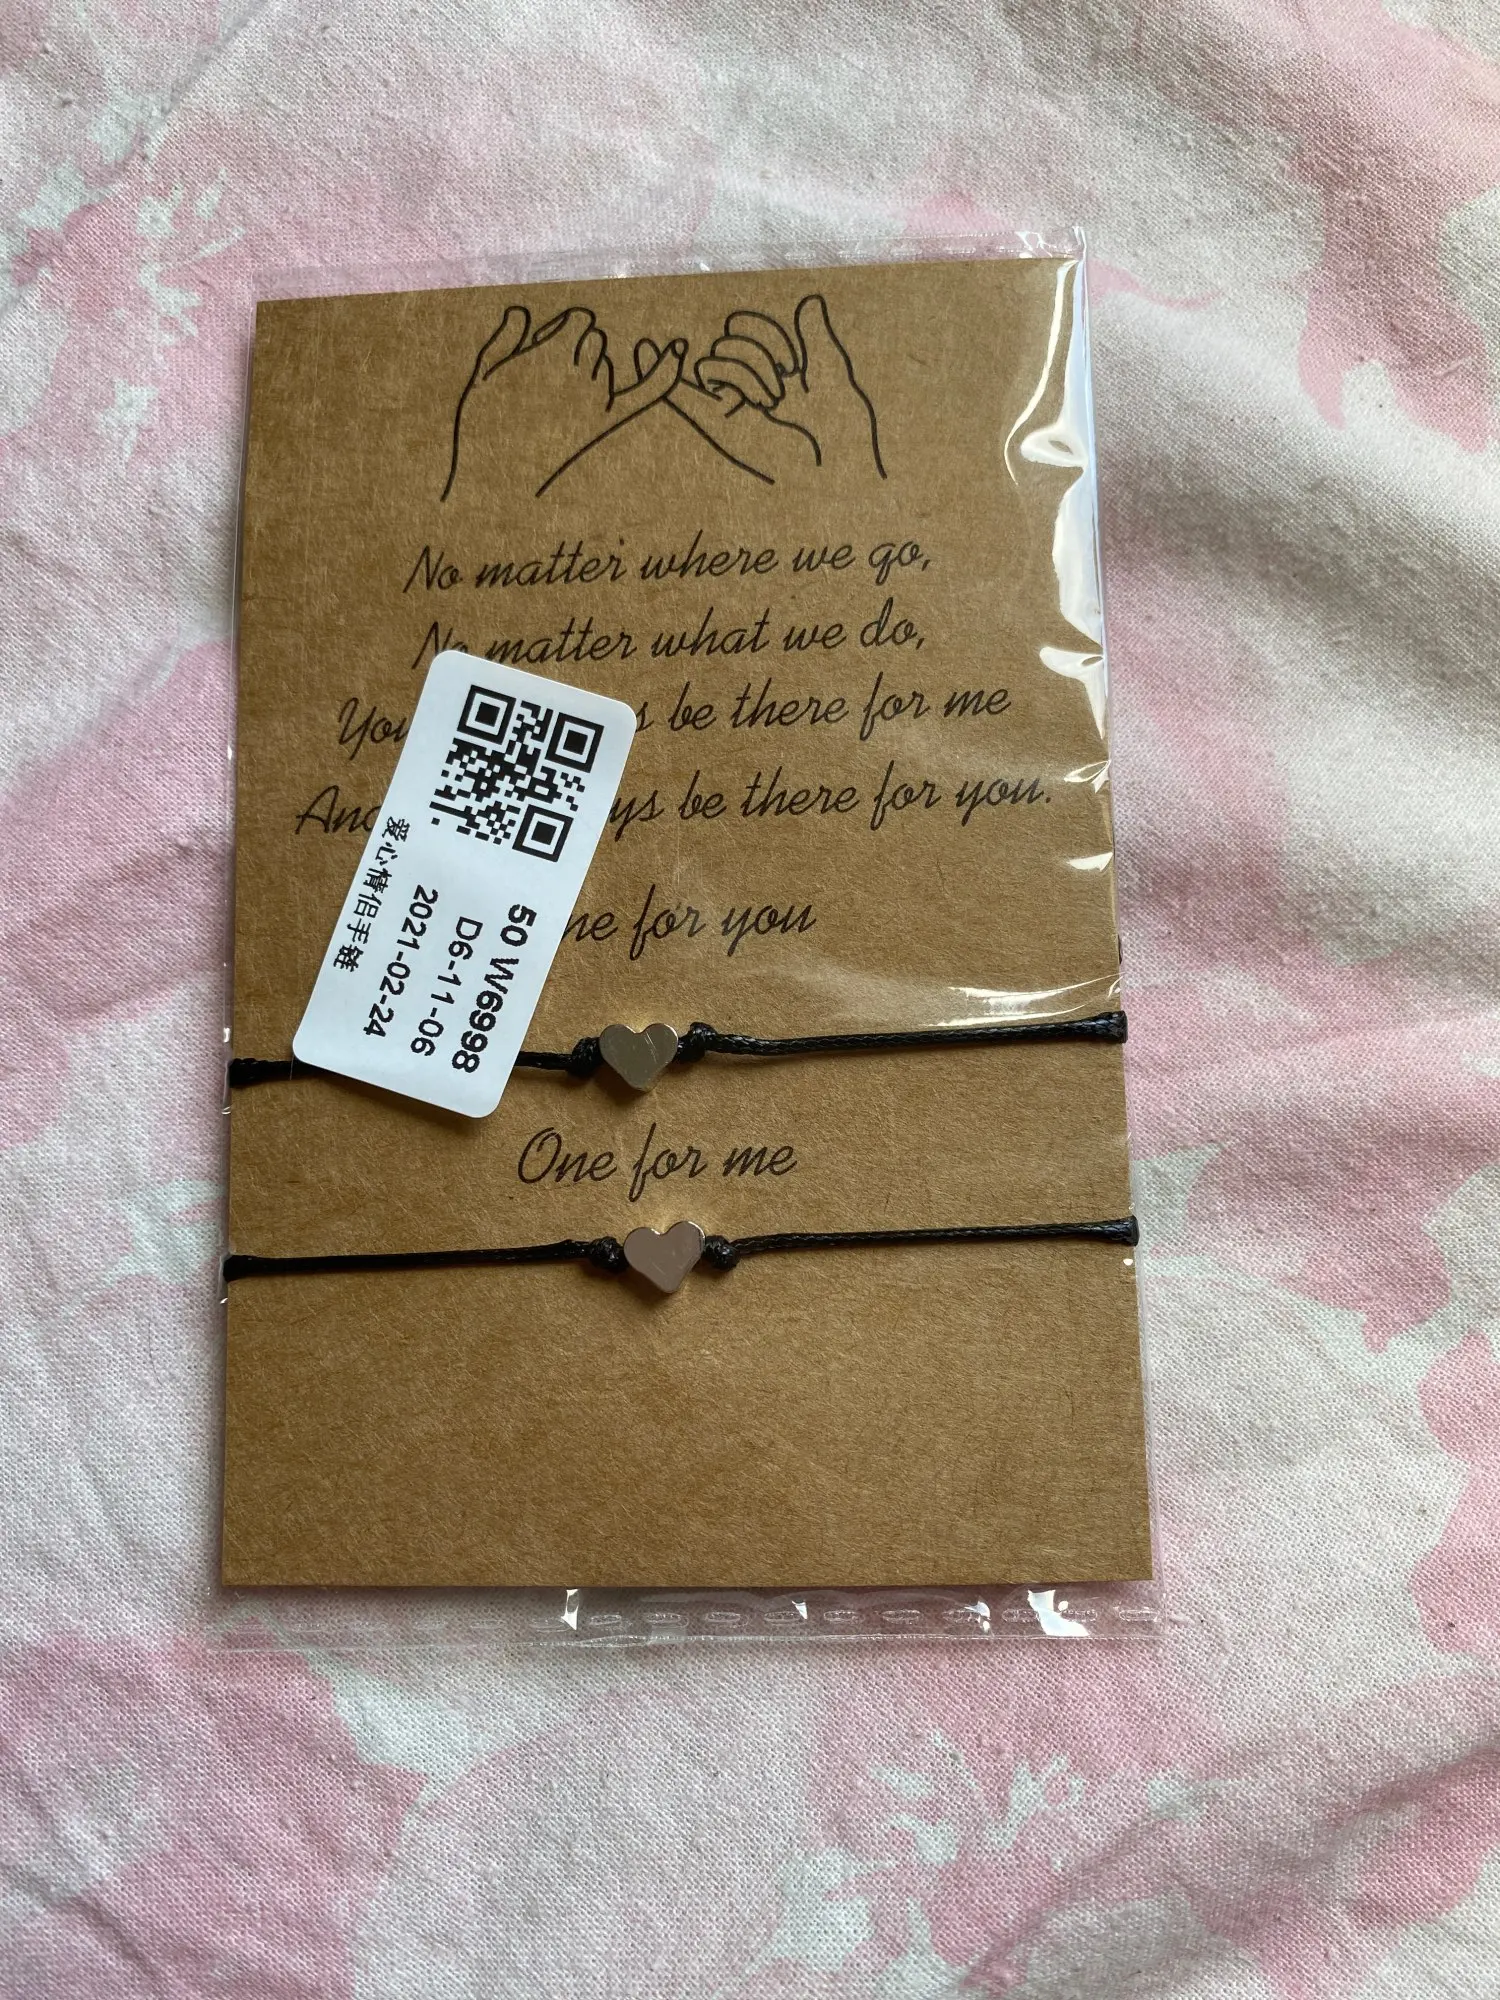 No matter where we go,
No matter what we do,
be there for me
be there for you.
for you
One for me
50 W6998
D6-11-06
2021-02-24
爱心情侣手链